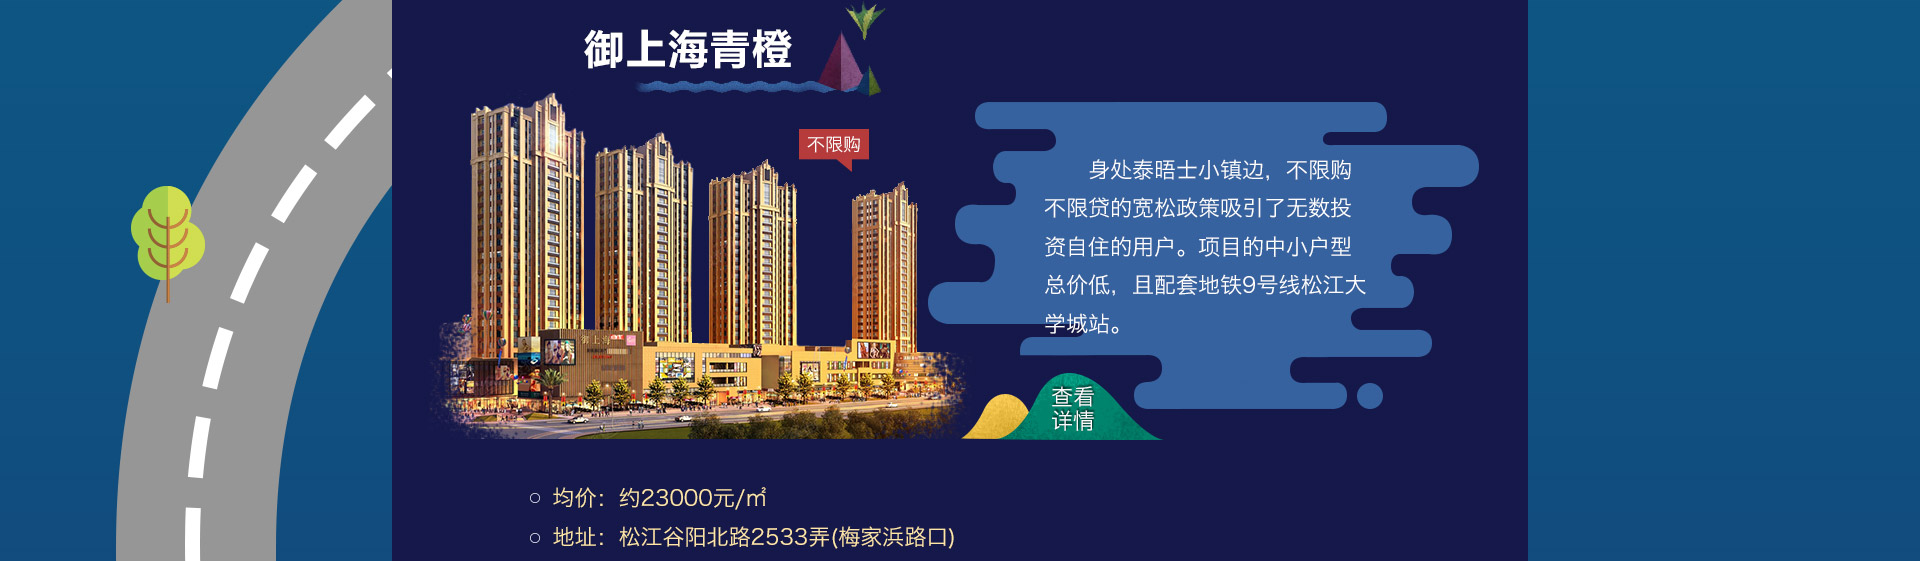 御上海青橙
不限购
身处泰晤士小镇边，不限购
不限贷的宽松政策吸引了无数投
资自住的用户。项目的中小户型
总价低，且配套地铁9号线松江大
学城站。
御上海
查看
详情
均价：约23000元/㎡
地址：松江谷阳北路2533弄(梅家浜路口)